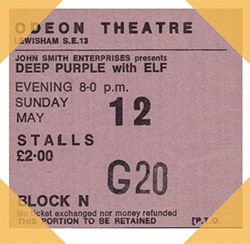 ODEON THEATRE
LEWISHAM S.E.13
JOHN SMITH ENTERPRISES presents
DEEP PURPLE with ELF
EVENING 8-0 p.m.
SUNDAY
MAY 12
STALLS
£2·00
G20
BLOCK N
No ticket exchanged nor money refunded
THIS PORTION TO BE RETAINED [P.T.O.